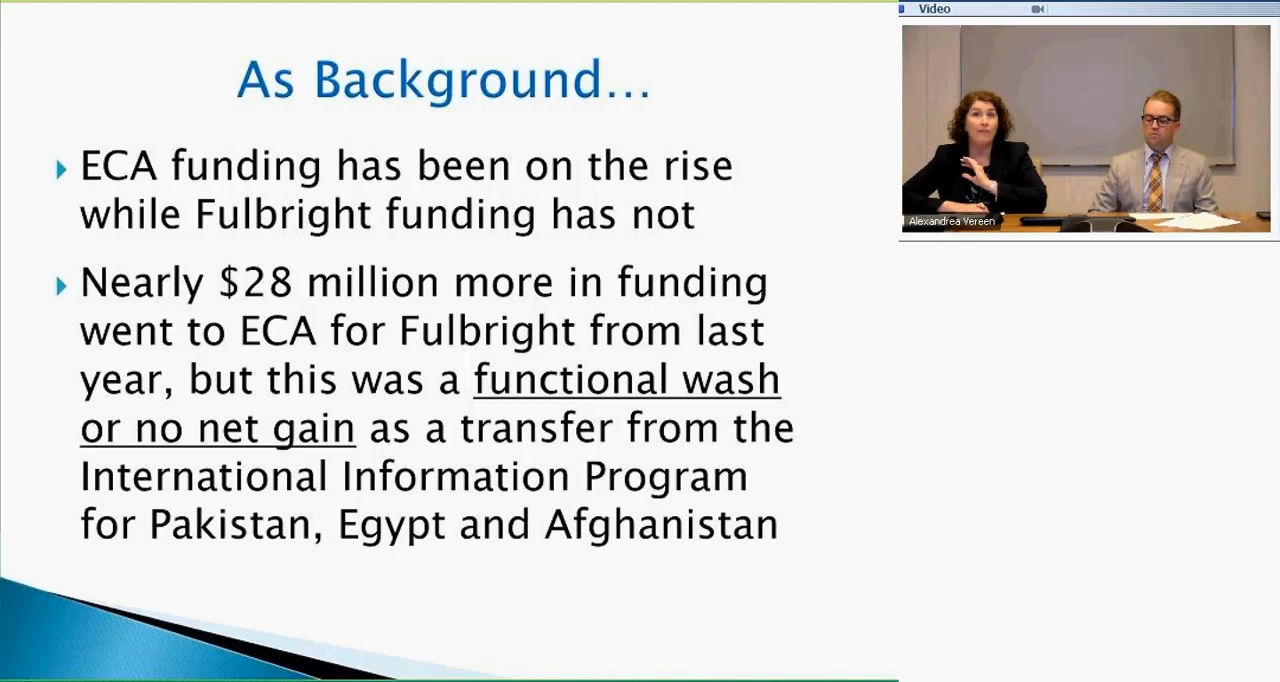 As Background...
ECA funding has been on the rise
while Fulbright funding has not
Nearly $28 million more in funding
went to ECA for Fulbright from last
year, but this was a functional wash
or no net gain as a transfer from the
International Information Program
for Pakistan, Egypt and Afghanistan
Video
Alexandrea Vereen